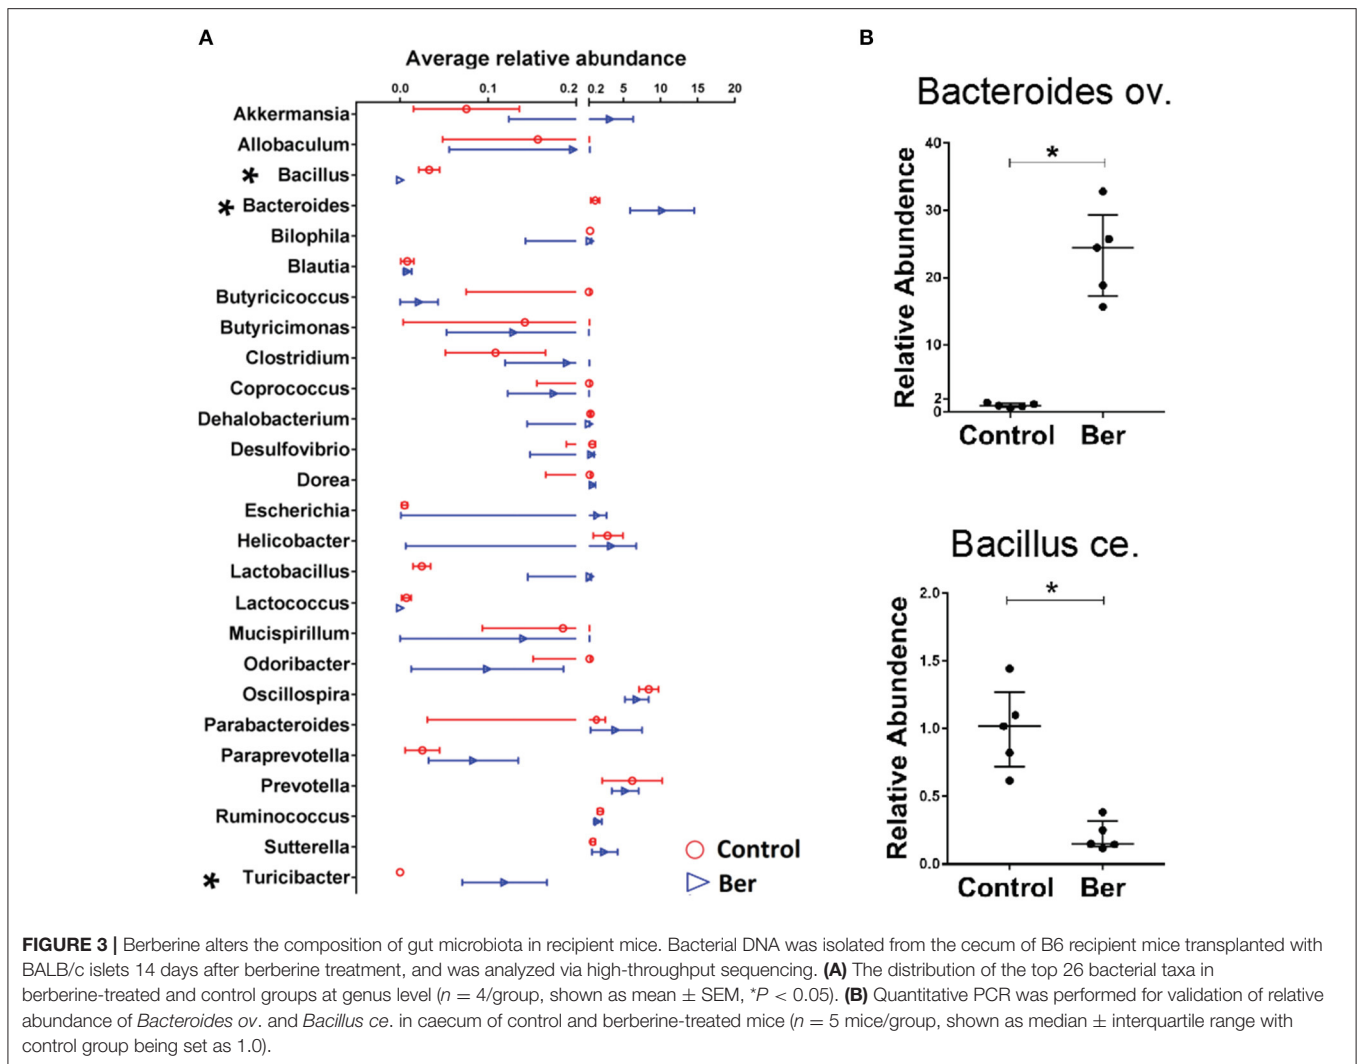 A
Average relative abundance
0.0 0.1 0.2 0.2 5 10 15 20
Akkermansia
Allobaculum
* Bacillus
* Bacteroides
Bilophila
Blautia
Butyricicoccus
Butyricimonas
Clostridium
Coprococcus
Dehalobacterium
Desulfovibrio
Dorea
Escherichia
Helicobacter
Lactobacillus
Lactococcus
Mucispirillum
Odoribacter
Oscillospira
Parabacteroides
Paraprevotella
Prevotella
Ruminococcus
Sutterella
* Turicibacter
Control
Ber
B
Bacteroides ov.
Relative Abundence
40
30
20
10
2
0
*
Control Ber
Bacillus ce.
Relative Abundence
2.0
1.5
1.0
0.5
0.0
*
Control Ber
FIGURE 3 | Berberine alters the composition of gut microbiota in recipient mice. Bacterial DNA was isolated from the cecum of B6 recipient mice transplanted with
BALB/c islets 14 days after berberine treatment, and was analyzed via high-throughput sequencing. (A) The distribution of the top 26 bacterial taxa in
berberine-treated and control groups at genus level (n = 4/group, shown as mean ± SEM, *P < 0.05). (B) Quantitative PCR was performed for validation of relative
abundance of Bacteroides ov. and Bacillus ce. in caecum of control and berberine-treated mice (n = 5 mice/group, shown as median ± interquartile range with
control group being set as 1.0).